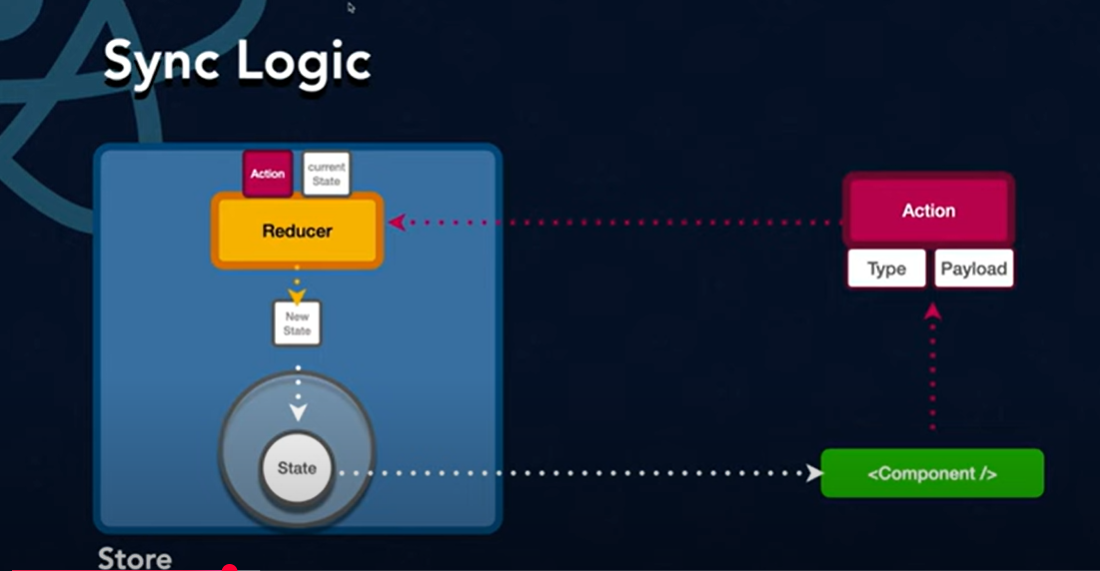 Sync Logic
Action
current
State
Reducer
Action
Type
Payload
New
State
State
<Component />
Store